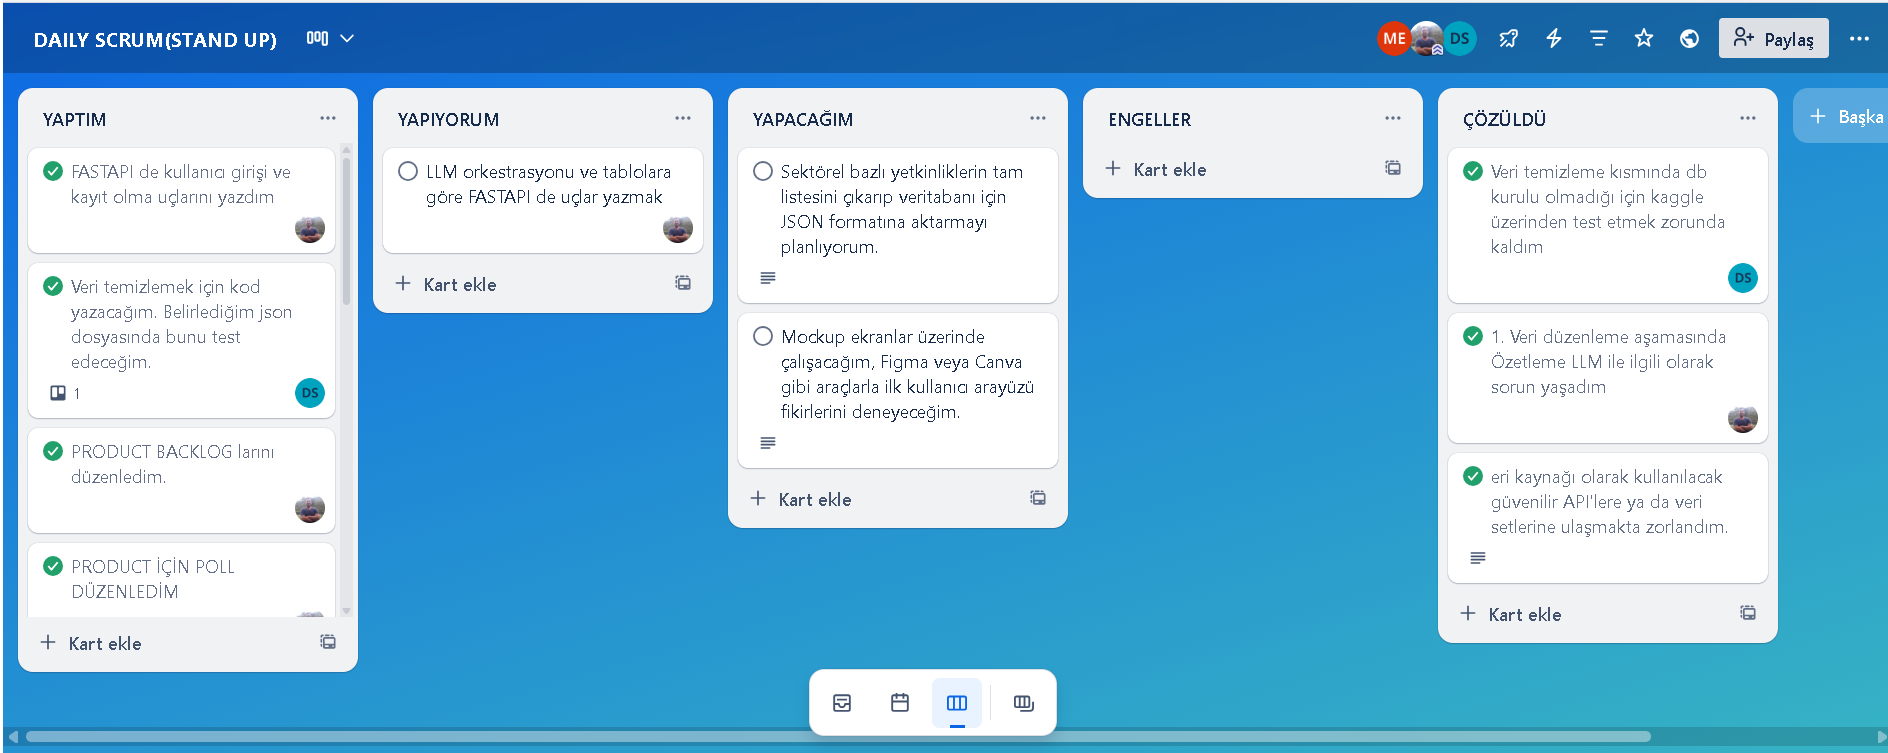 DAILY SCRUM(STAND UP)
ME
DS
Paylaş
YAPTIM
FASTAPI de kullanıcı girişi ve
kayıt olma uçlarını yazdım
Veri temizlemek için kod
yazacağım. Belirlediğim json
dosyasında bunu test
edeceğim.
1
DS
PRODUCT BACKLOG larını
düzenledim.
PRODUCT İÇİN POLL
DÜZENLEDİM
Kart ekle
YAPIYORUM
LLM orkestrasyonu ve tablolara
göre FASTAPI de uçlar yazmak
Kart ekle
YAPACAĞIM
Sektörel bazlı yetkinliklerin tam
listesini çıkarıp veritabanı için
JSON formatına aktarmayı
planlıyorum.
Mockup ekranlar üzerinde
çalışacağım, Figma veya Canva
gibi araçlarla ilk kullanıcı arayüzü
fikirlerini deneyeceğim.
Kart ekle
ENGELLER
Kart ekle
ÇÖZÜLDÜ
Veri temizleme kısmında db
kurulu olmadığı için kaggle
üzerinden test etmek zorunda
kaldım
DS
1. Veri düzenleme aşamasında
Özetleme LLM ile ilgili olarak
sorun yaşadım
eri kaynağı olarak kullanılacak
güvenilir API'lere ya da veri
setlerine ulaşmakta zorlandım.
Kart ekle
Başka